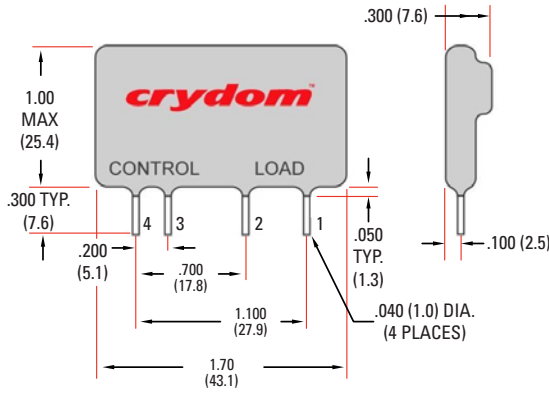 .300 (7.6)
1.00
MAX
(25.4)
crydom™
CONTROL LOAD
.300 TYP.
(7.6)
4 3 2 1
.200
(5.1)
.700
(17.8)
.050
TYP.
(1.3)
.100 (2.5)
1.100
(27.9)
.040 (1.0) DIA.
(4 PLACES)
1.70
(43.1)